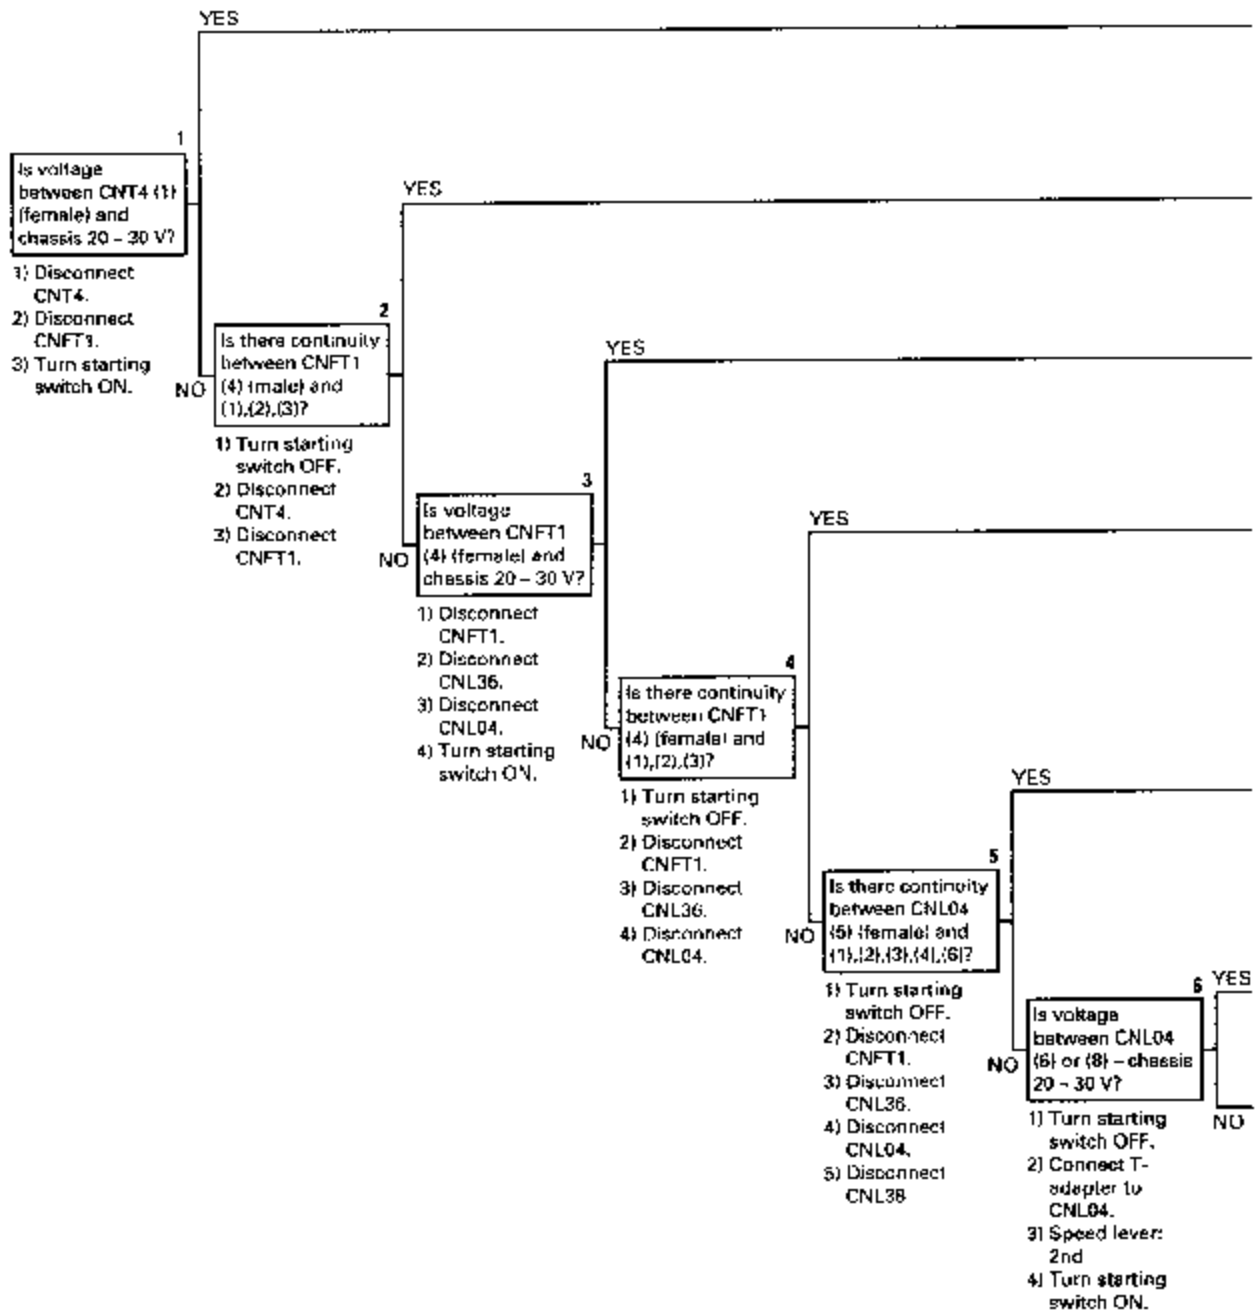 YES
1
Is voltage
between CNT4 (1)
(female) and
chassis 20 – 30 V?
1) Disconnect
CNT4.
2) Disconnect
CNFT1.
3) Turn starting
switch ON.
YES
NO
2
Is there continuity
between CNFT1
(4) (male) and
(1),(2),(3)?
1) Turn starting
switch OFF.
2) Disconnect
CNT4.
3) Disconnect
CNFT1.
YES
NO
3
Is voltage
between CNFT1
(4) (female) and
chassis 20 – 30 V?
1) Disconnect
CNFT1.
2) Disconnect
CNL36.
3) Disconnect
CNL04.
4) Turn starting
switch ON.
YES
NO
4
Is there continuity
between CNFT1
(4) (female) and
(1),(2),(3)?
1) Turn starting
switch OFF.
2) Disconnect
CNFT1.
3) Disconnect
CNL36.
4) Disconnect
CNL04.
YES
NO
5
Is there continuity
between CNL04
(5) (female) and
(1),(2),(3),(4),(6)?
1) Turn starting
switch OFF.
2) Disconnect
CNFT1.
3) Disconnect
CNL36.
4) Disconnect
CNL04.
5) Disconnect
CNL38
YES
NO
6
Is voltage
between CNL04
(6) or (8) – chassis
20 – 30 V?
1) Turn starting
switch OFF.
2) Connect T-
adapter to
CNL04.
3) Speed lever:
2nd
4) Turn starting
switch ON.
NO